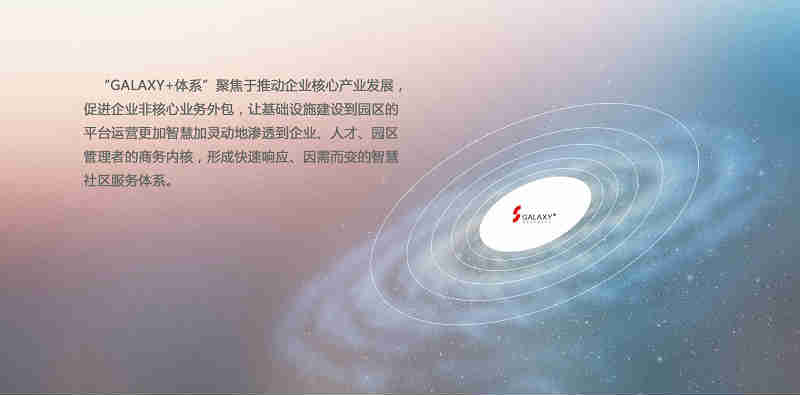 “GALAXY+体系”聚焦于推动企业核心产业发展，
促进企业非核心业务外包，让基础设施建设到园区的
平台运营更加智慧加灵动地渗透到企业、人才、园区
管理者的商务内核，形成快速响应、因需而变的智慧
社区服务体系。
GALAXY+